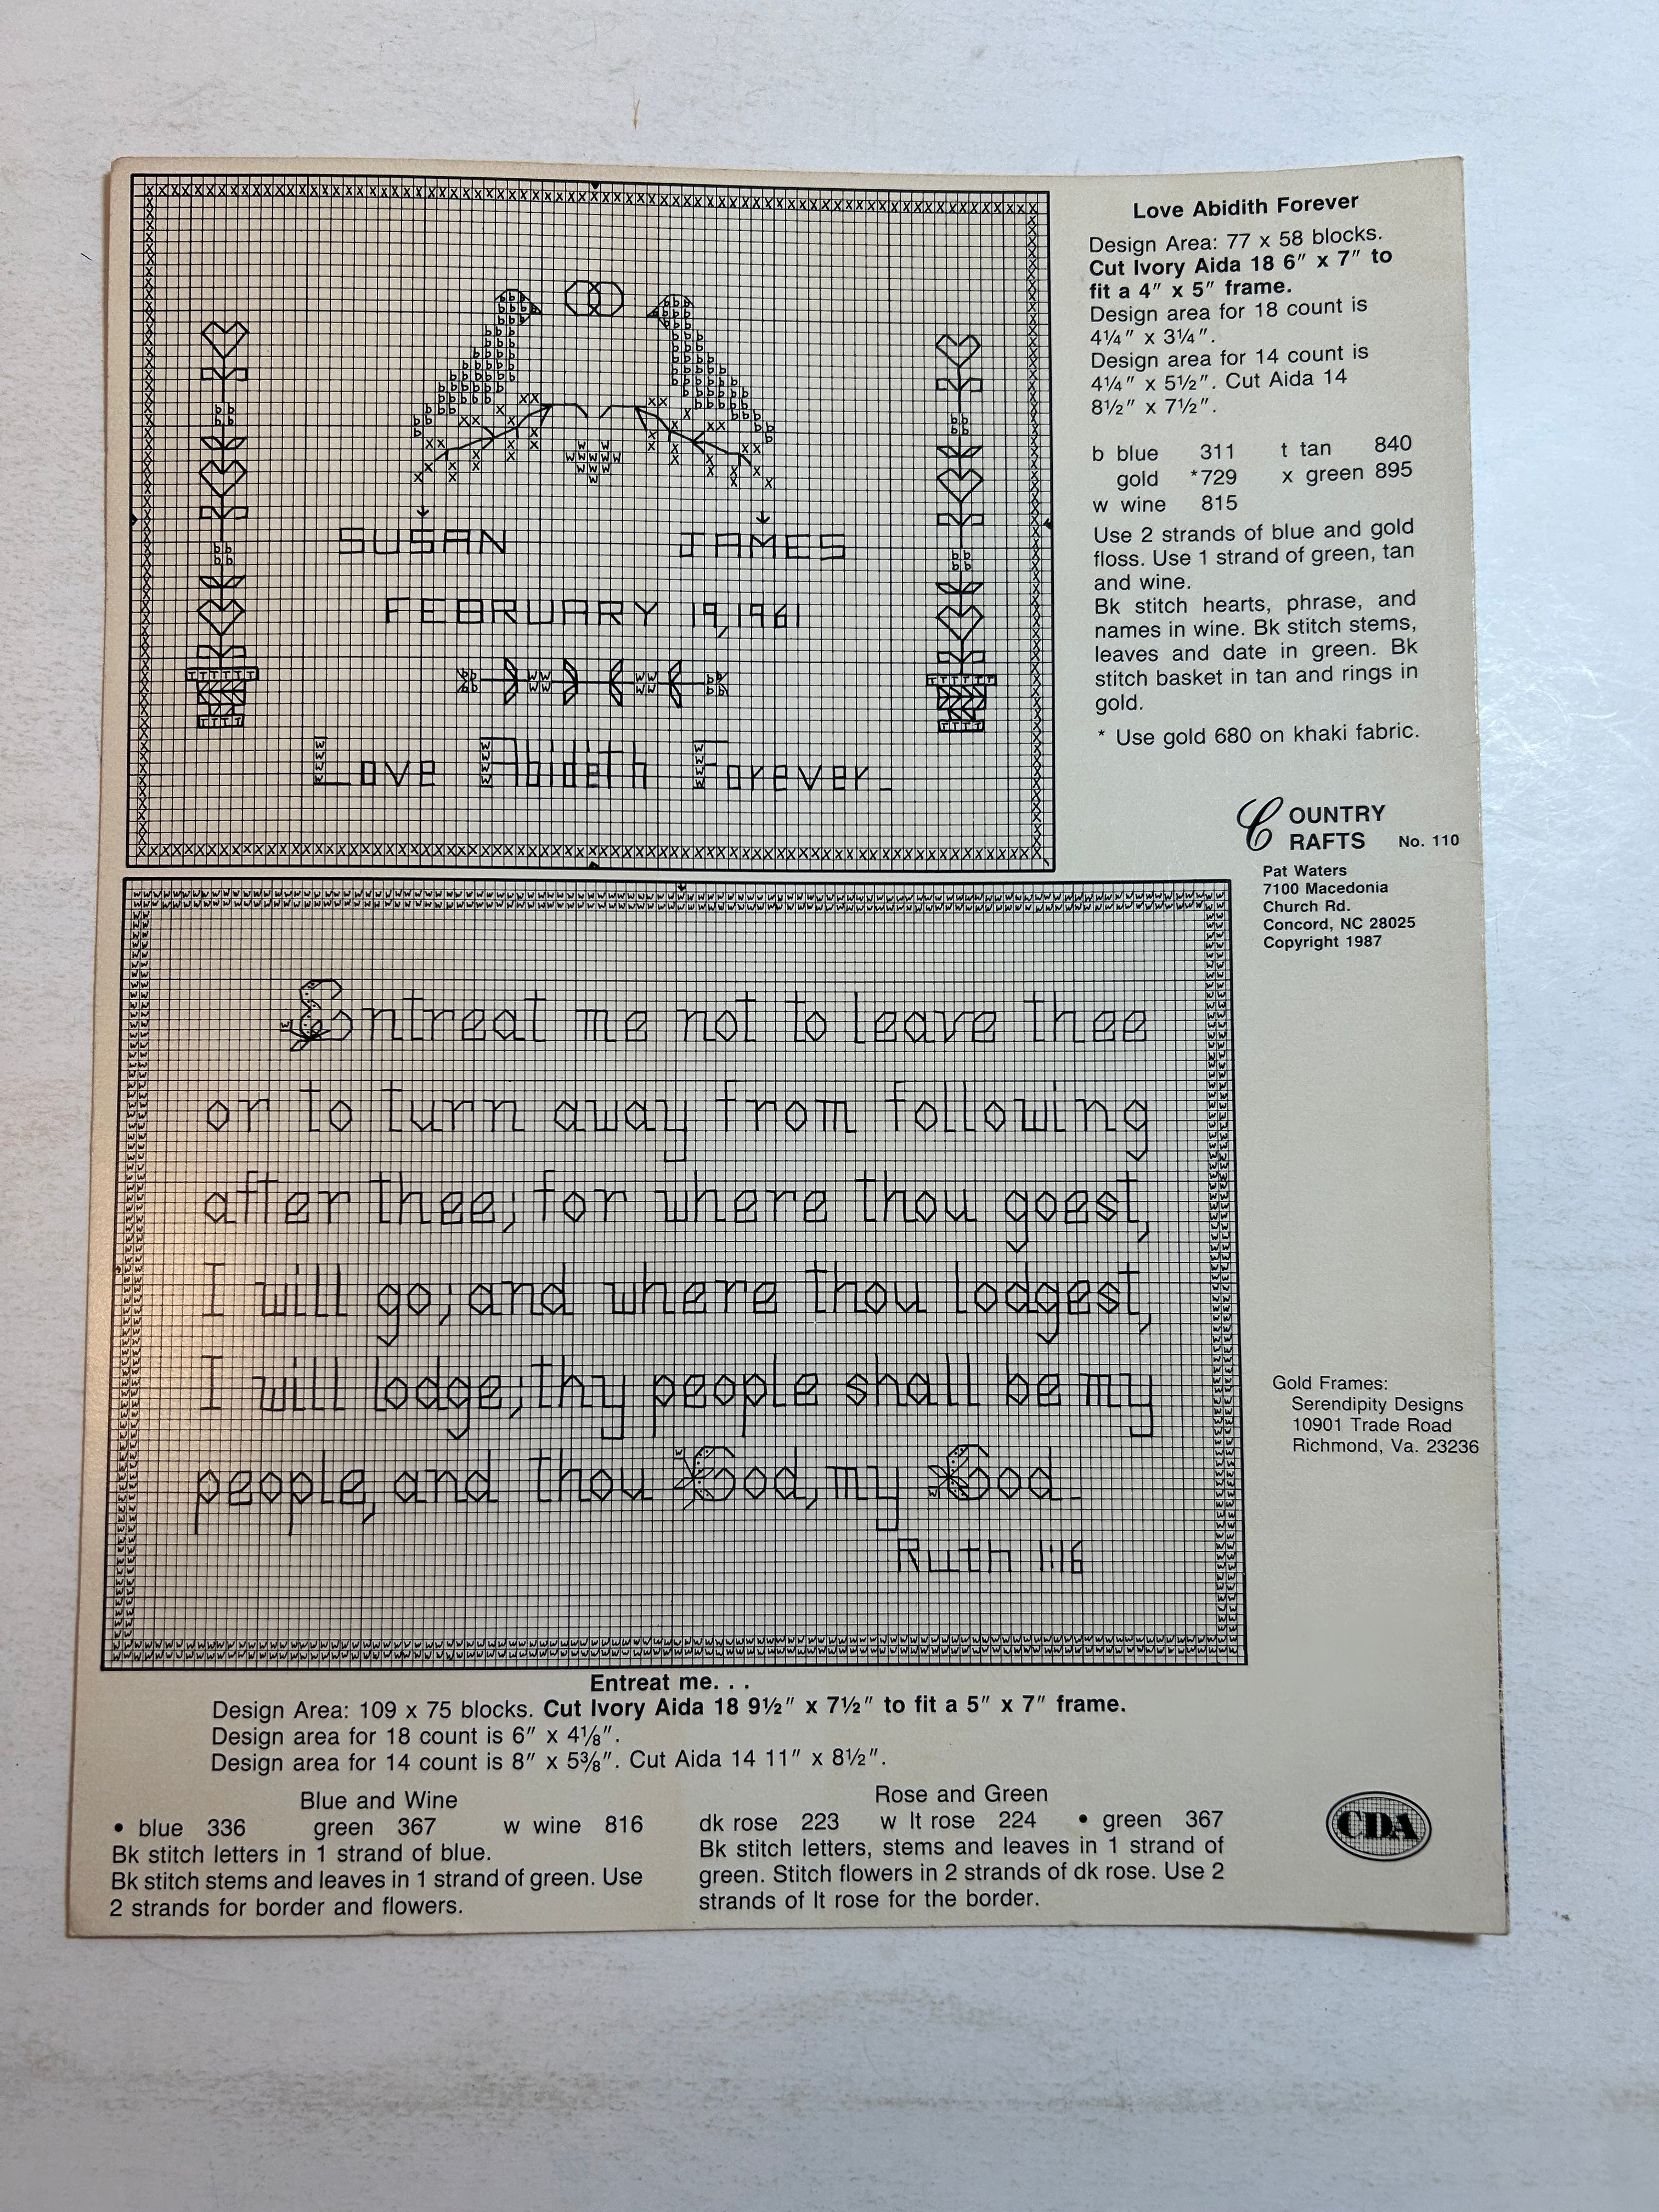 SUSAN JAMES
FEBRUARY 19, 1961
Love Abideth Forever.
Love Abidith Forever
Design Area: 77 x 58 blocks.
Cut Ivory Aida 18 6″ x 7″ to
fit a 4″ x 5″ frame.
Design area for 18 count is
4¼″ x 3¼″.
Design area for 14 count is
4¼″ x 5½″. Cut Aida 14
8½″ x 7½″.
b blue 311 t tan 840
gold *729 x green 895
w wine 815
Use 2 strands of blue and gold
floss. Use 1 strand of green, tan
and wine.
Bk stitch hearts, phrase, and
names in wine. Bk stitch stems,
leaves and date in green. Bk
stitch basket in tan and rings in
gold.
* Use gold 680 on khaki fabric.
COUNTRY
CRAFTS No. 110
Pat Waters
7100 Macedonia
Church Rd.
Concord, NC 28025
Copyright 1987
Entreat me not to leave thee
or to turn away from following
after thee; for where thou goest,
I will go; and where thou lodgest,
I will lodge; thy people shall be my
people, and thou God, my God.
Ruth 1:16
Gold Frames:
Serendipity Designs
10901 Trade Road
Richmond, Va. 23236
Entreat me. . .
Design Area: 109 x 75 blocks. Cut Ivory Aida 18 9½″ x 7½″ to fit a 5″ x 7″ frame.
Design area for 18 count is 6″ x 4⅛″.
Design area for 14 count is 8″ x 5⅜″. Cut Aida 14 11″ x 8½″.
Blue and Wine
• blue 336 green 367 w wine 816
Bk stitch letters in 1 strand of blue.
Bk stitch stems and leaves in 1 strand of green. Use
2 strands for border and flowers.
Rose and Green
dk rose 223 w lt rose 224 • green 367
Bk stitch letters, stems and leaves in 1 strand of
green. Stitch flowers in 2 strands of dk rose. Use 2
strands of lt rose for the border.
CDA